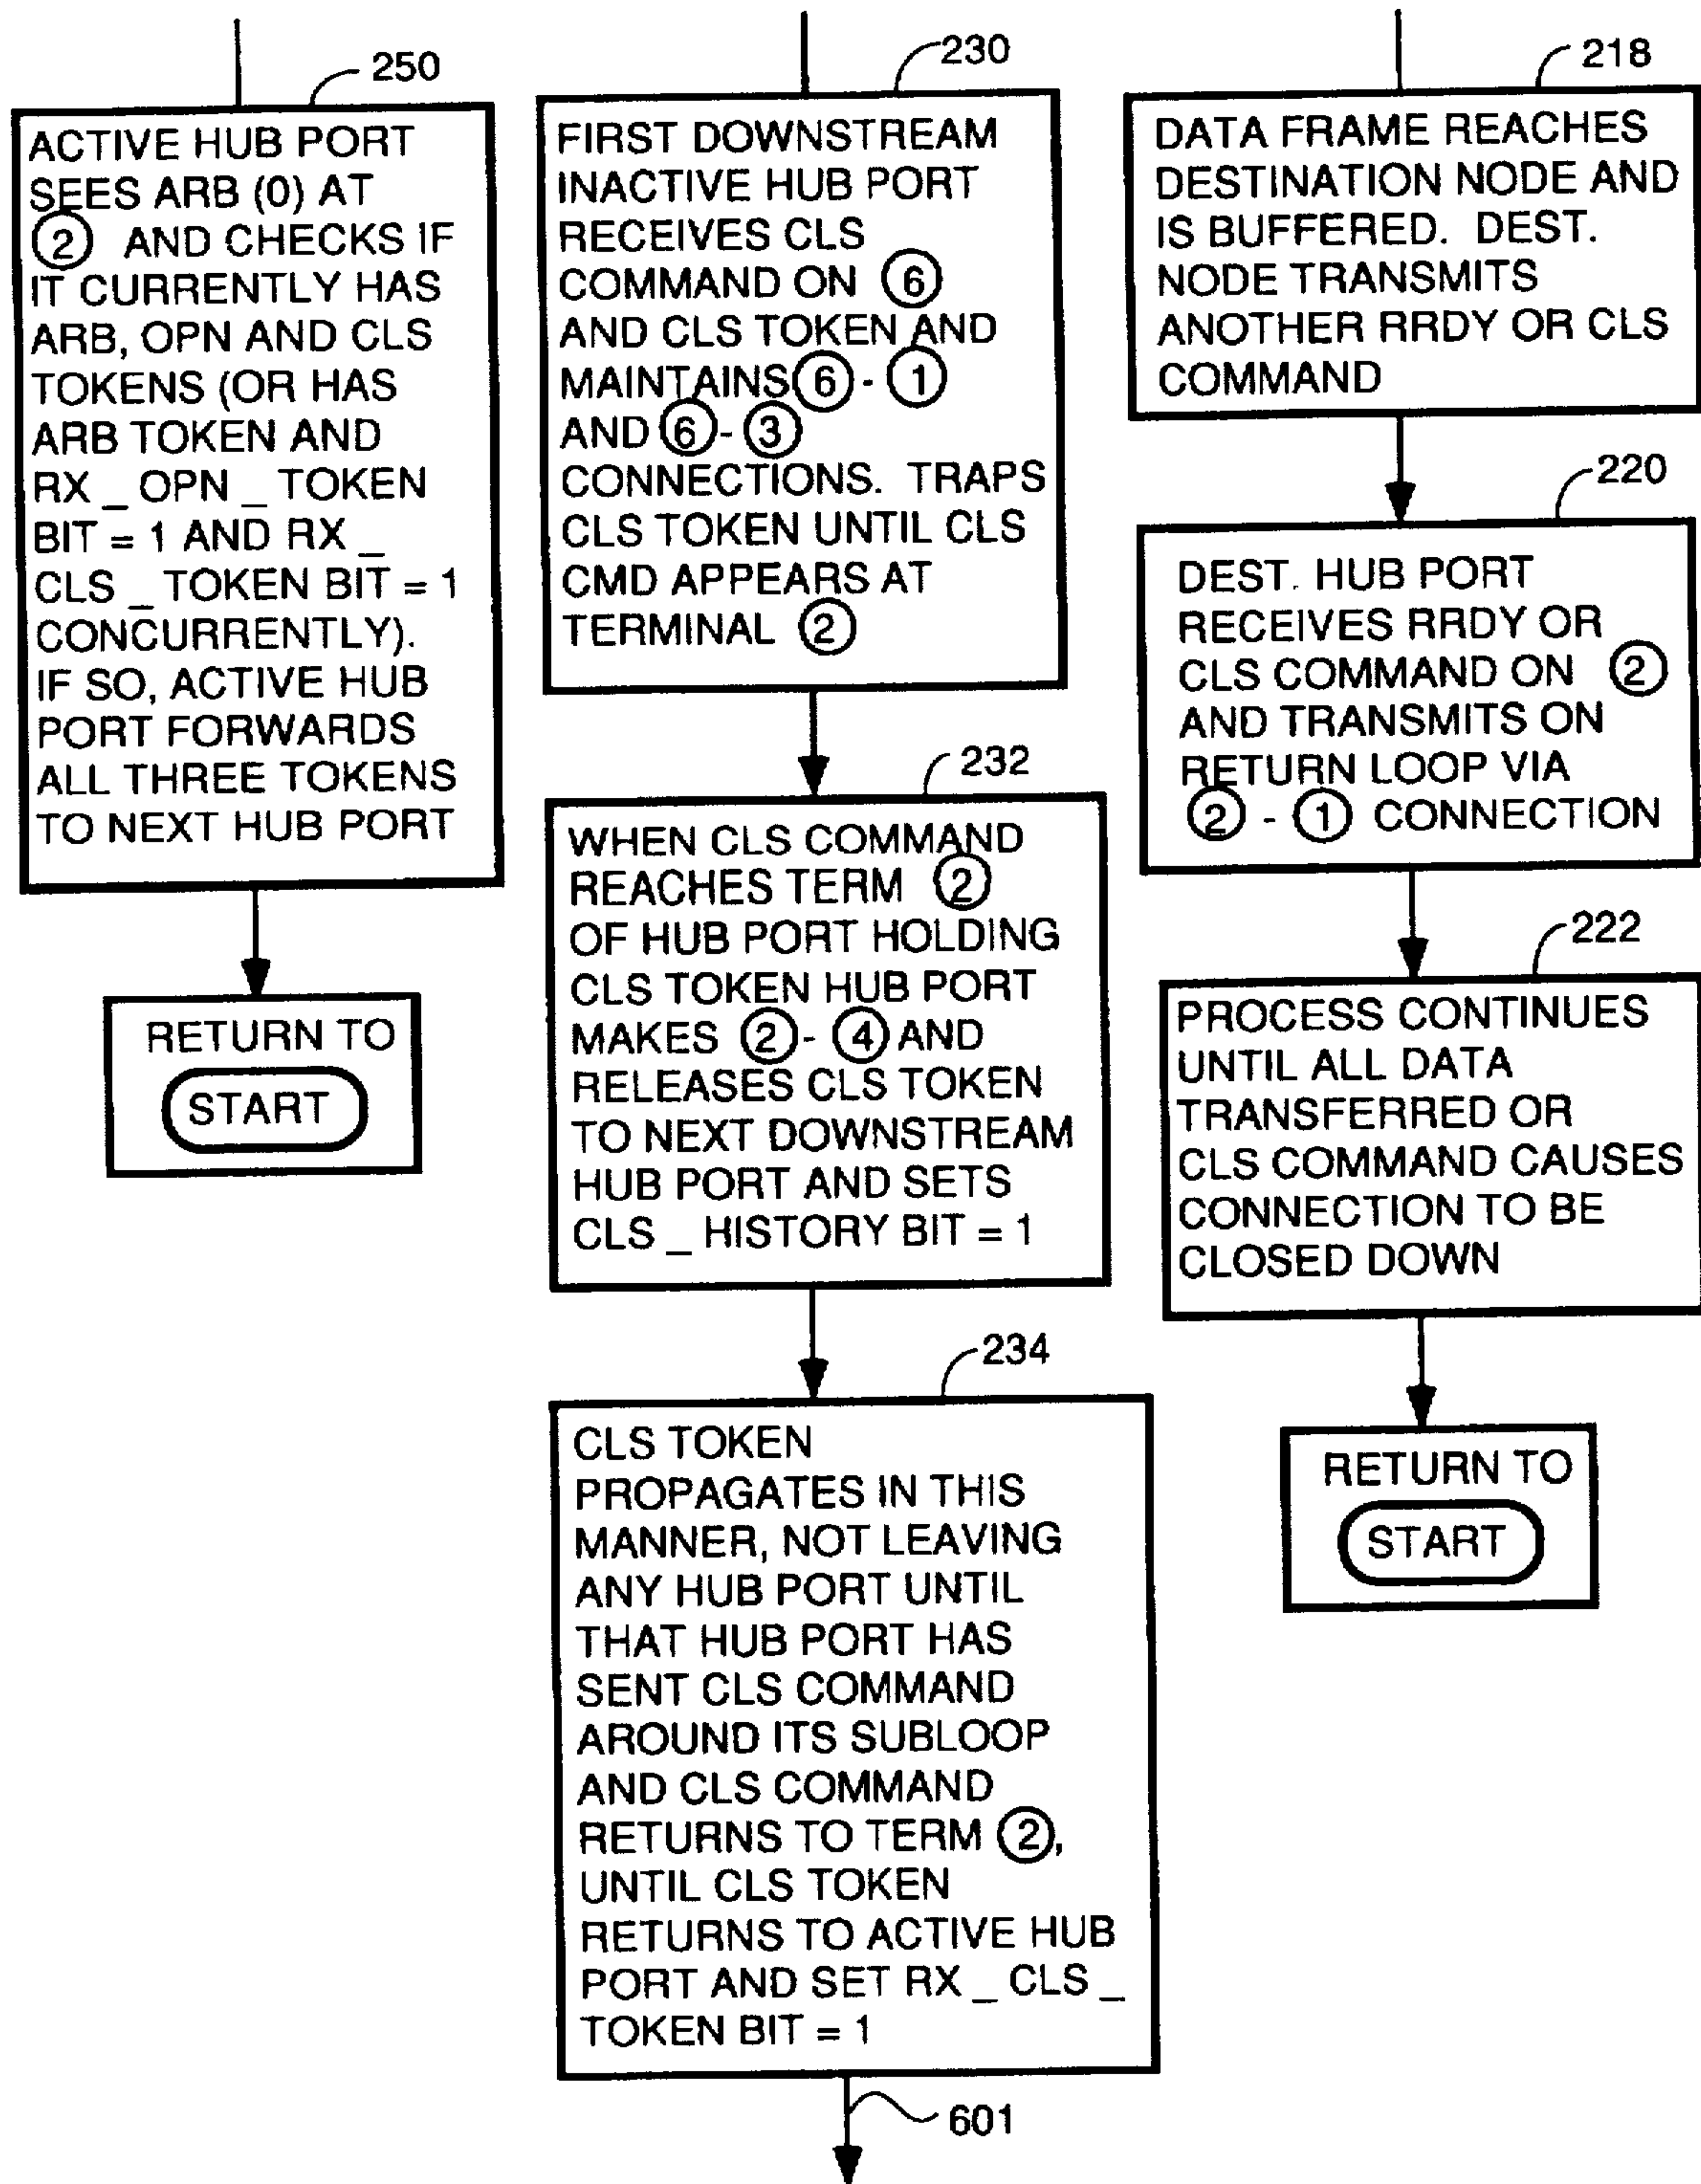 250
ACTIVE HUB PORT
SEES ARB (0) AT
② AND CHECKS IF
IT CURRENTLY HAS
ARB, OPN AND CLS
TOKENS (OR HAS
ARB TOKEN AND
RX _ OPN _ TOKEN
BIT = 1 AND RX _
CLS _ TOKEN BIT = 1
CONCURRENTLY).
IF SO, ACTIVE HUB
PORT FORWARDS
ALL THREE TOKENS
TO NEXT HUB PORT
RETURN TO
START
230
FIRST DOWNSTREAM
INACTIVE HUB PORT
RECEIVES CLS
COMMAND ON ⑥
AND CLS TOKEN AND
MAINTAINS ⑥ - ①
AND ⑥ - ③
CONNECTIONS. TRAPS
CLS TOKEN UNTIL CLS
CMD APPEARS AT
TERMINAL ②
232
WHEN CLS COMMAND
REACHES TERM ②
OF HUB PORT HOLDING
CLS TOKEN HUB PORT
MAKES ② - ④ AND
RELEASES CLS TOKEN
TO NEXT DOWNSTREAM
HUB PORT AND SETS
CLS _ HISTORY BIT = 1
234
CLS TOKEN
PROPAGATES IN THIS
MANNER, NOT LEAVING
ANY HUB PORT UNTIL
THAT HUB PORT HAS
SENT CLS COMMAND
AROUND ITS SUBLOOP
AND CLS COMMAND
RETURNS TO TERM ②,
UNTIL CLS TOKEN
RETURNS TO ACTIVE HUB
PORT AND SET RX _ CLS _
TOKEN BIT = 1
601
218
DATA FRAME REACHES
DESTINATION NODE AND
IS BUFFERED. DEST.
NODE TRANSMITS
ANOTHER RRDY OR CLS
COMMAND
220
DEST. HUB PORT
RECEIVES RRDY OR
CLS COMMAND ON ②
AND TRANSMITS ON
RETURN LOOP VIA
② - ① CONNECTION
222
PROCESS CONTINUES
UNTIL ALL DATA
TRANSFERRED OR
CLS COMMAND CAUSES
CONNECTION TO BE
CLOSED DOWN
RETURN TO
START